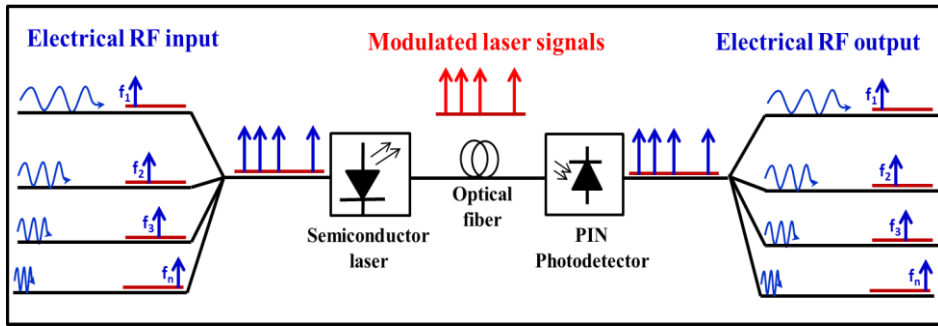 Electrical RF input
Modulated laser signals
Electrical RF output
f1
f2
f3
fn
Semiconductor
laser
Optical
fiber
PIN
Photodetector
f1
f2
f3
fn